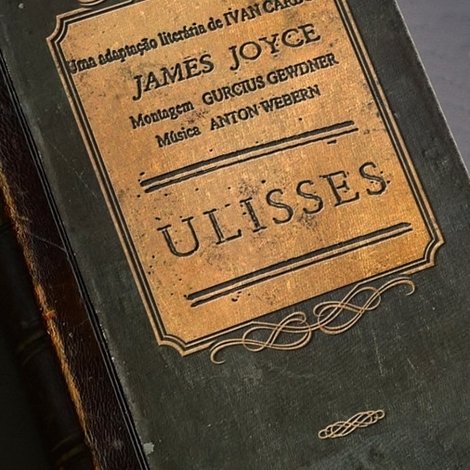 Uma adaptação literária de IVAN
JAMES JOYCE
Montagem GURCIUS GEWDNER
Música ANTON WEBERN
ULISSES